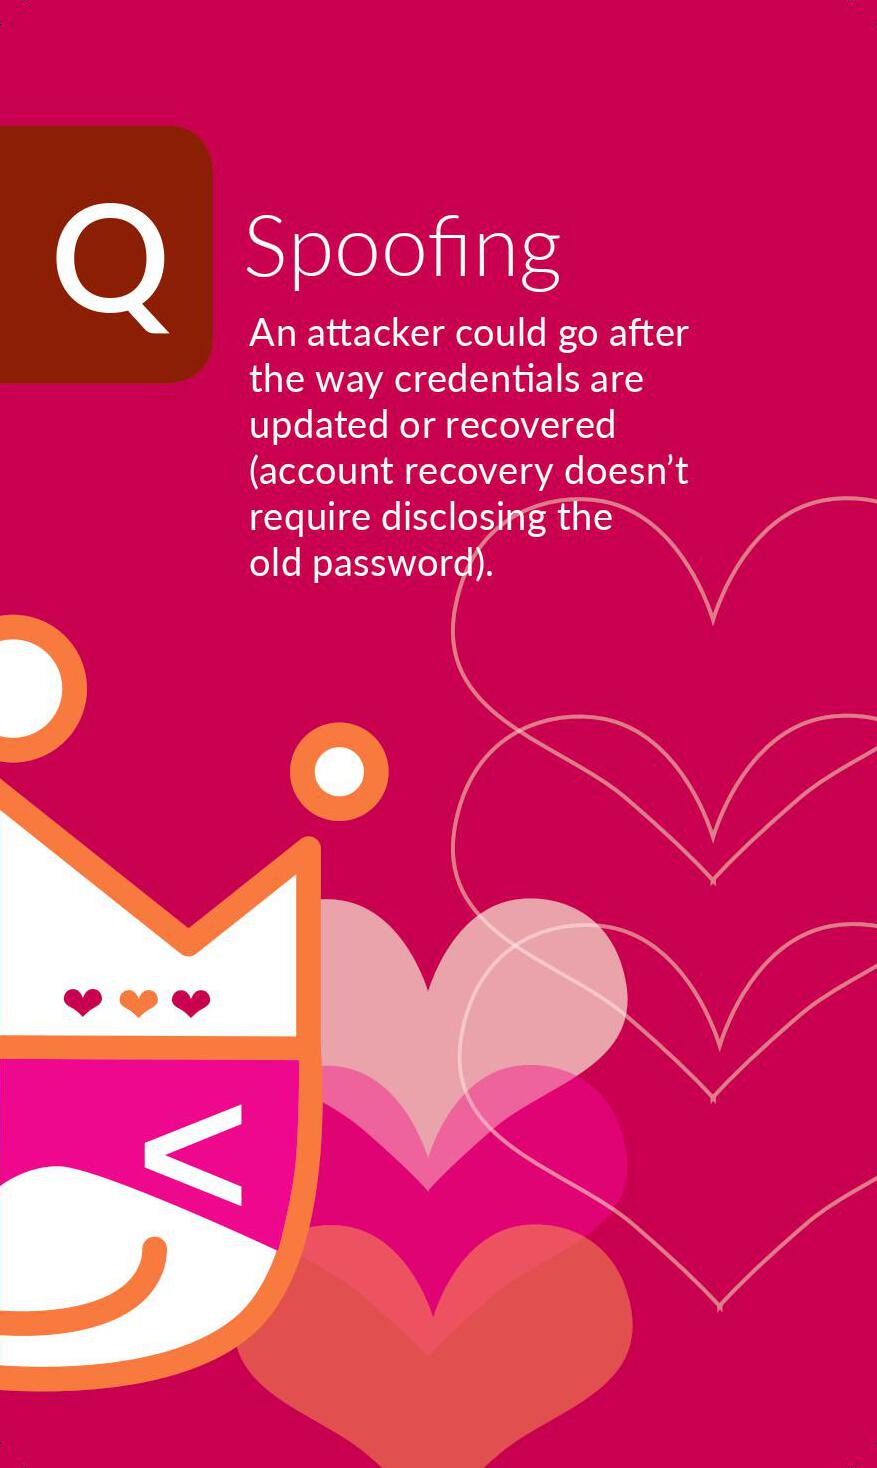 Q
Spoofing
An attacker could go after
the way credentials are
updated or recovered
(account recovery doesn’t
require disclosing the
old password).